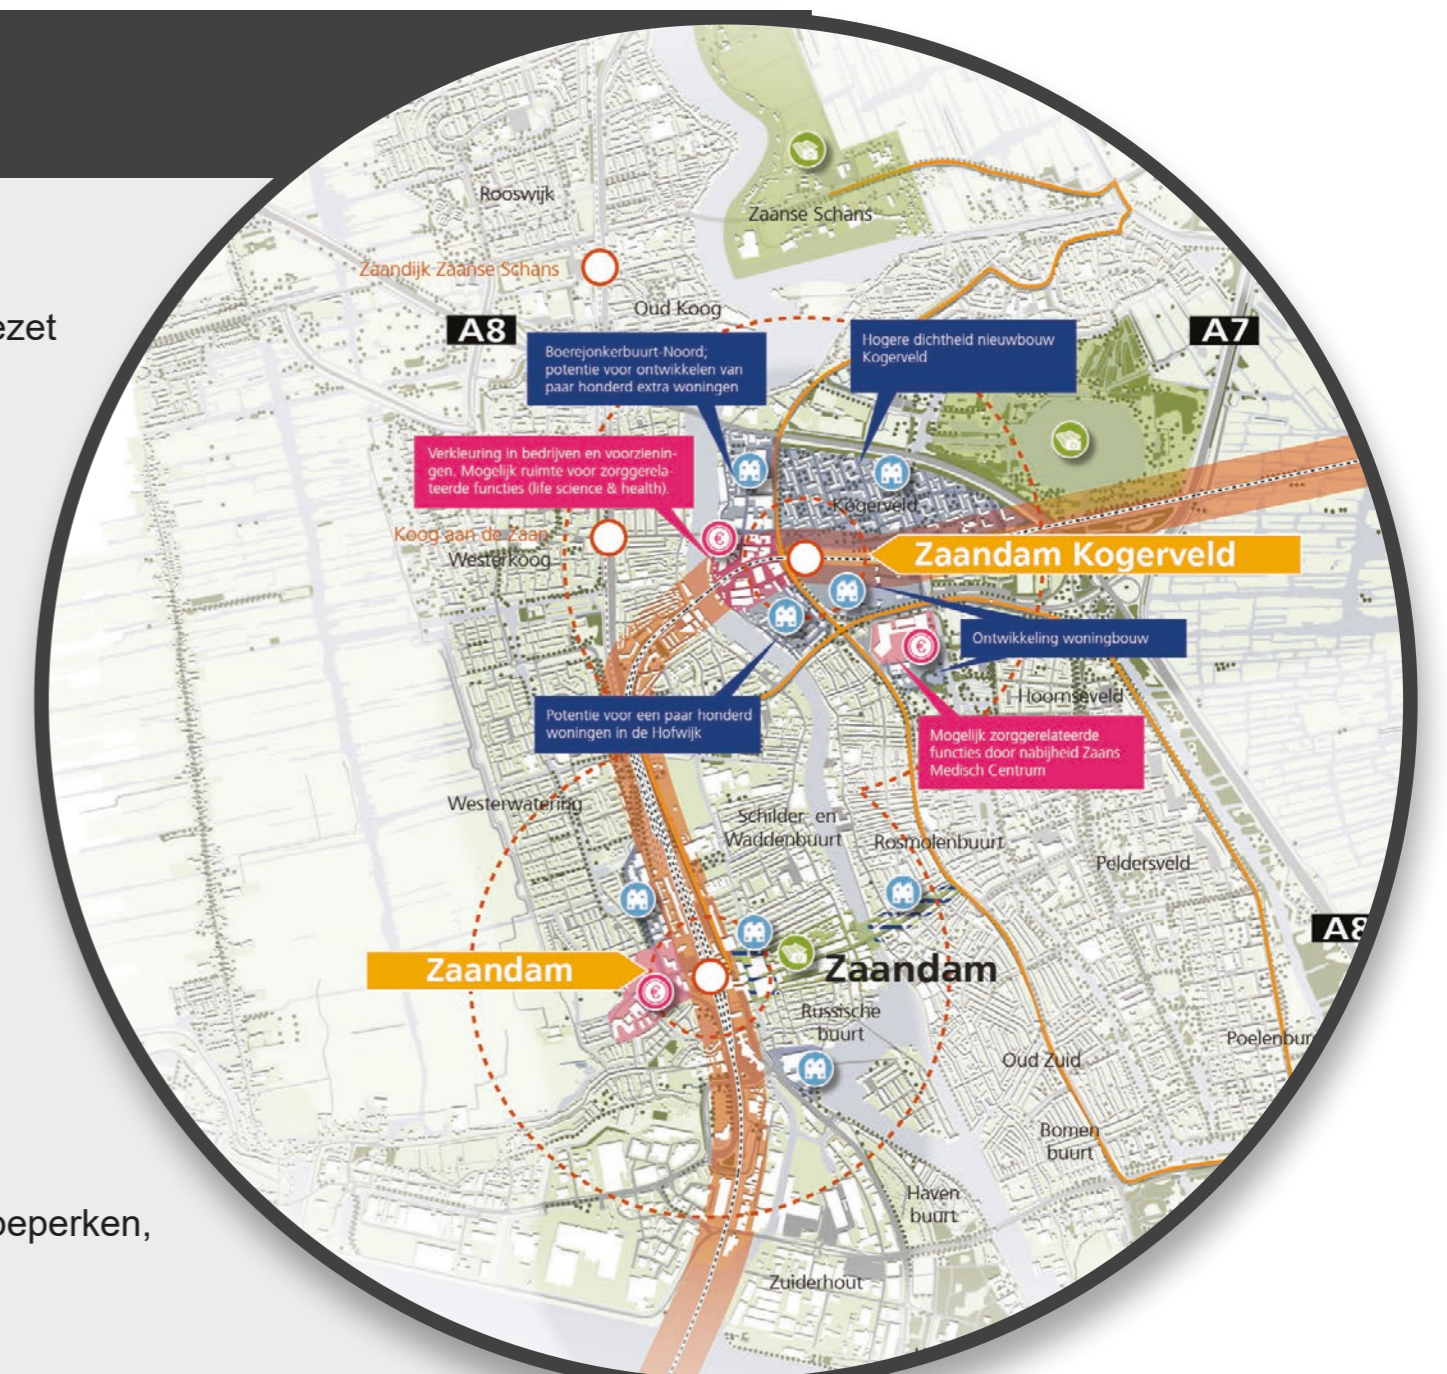 ezet
beperken,
Rooswijk
Zaanse Schans
Zaandijk Zaanse Schans
Oud Koog
A8
A7
Boerejonkerbuurt-Noord;
potentie voor ontwikkelen van
paar honderd extra woningen
Hogere dichtheid nieuwbouw
Kogerveld
Verkleuring in bedrijven en voorzienin-
gen. Mogelijk ruimte voor zorggerela-
teerde functies (life science & health).
Kogerveld
Koog aan de Zaan
Westerkoog
Zaandam Kogerveld
Ontwikkeling woningbouw
Hoornseveld
Potentie voor een paar honderd
woningen in de Hofwijk
Mogelijk zorggerelateerde
functies door nabijheid Zaans
Medisch Centrum
Westerwatering
Schilder en
Waddenbuurt
Rosmolenbuurt
Peldersveld
A8
Zaandam
Zaandam
Russische
buurt
Oud Zuid
Poelenbur
Bomen
buurt
Haven
buurt
Zuiderhout